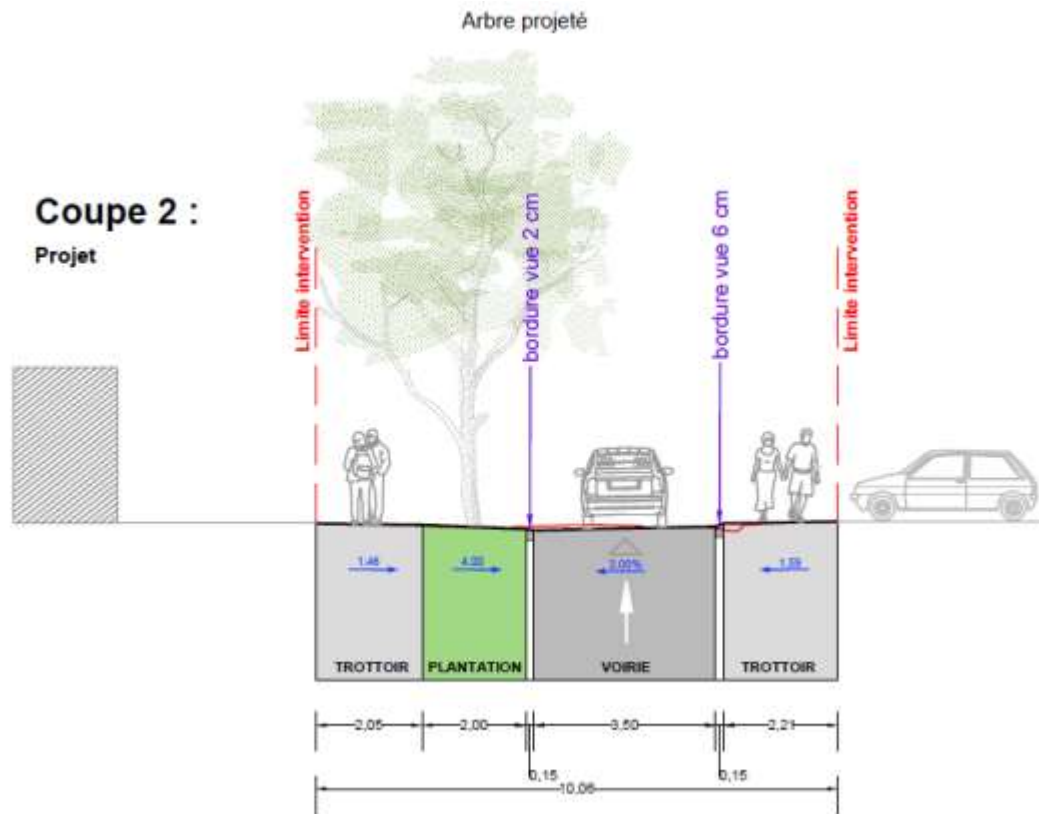 Arbre projeté
Coupe 2 :
Projet
Limite intervention
bordure vue 2 cm
bordure vue 6 cm
Limite intervention
1.46
4.00
2.00%
1.59
TROTTOIR
PLANTATION
VOIRIE
TROTTOIR
2,05
2,00
3,50
2,21
0,15
0,15
10,06